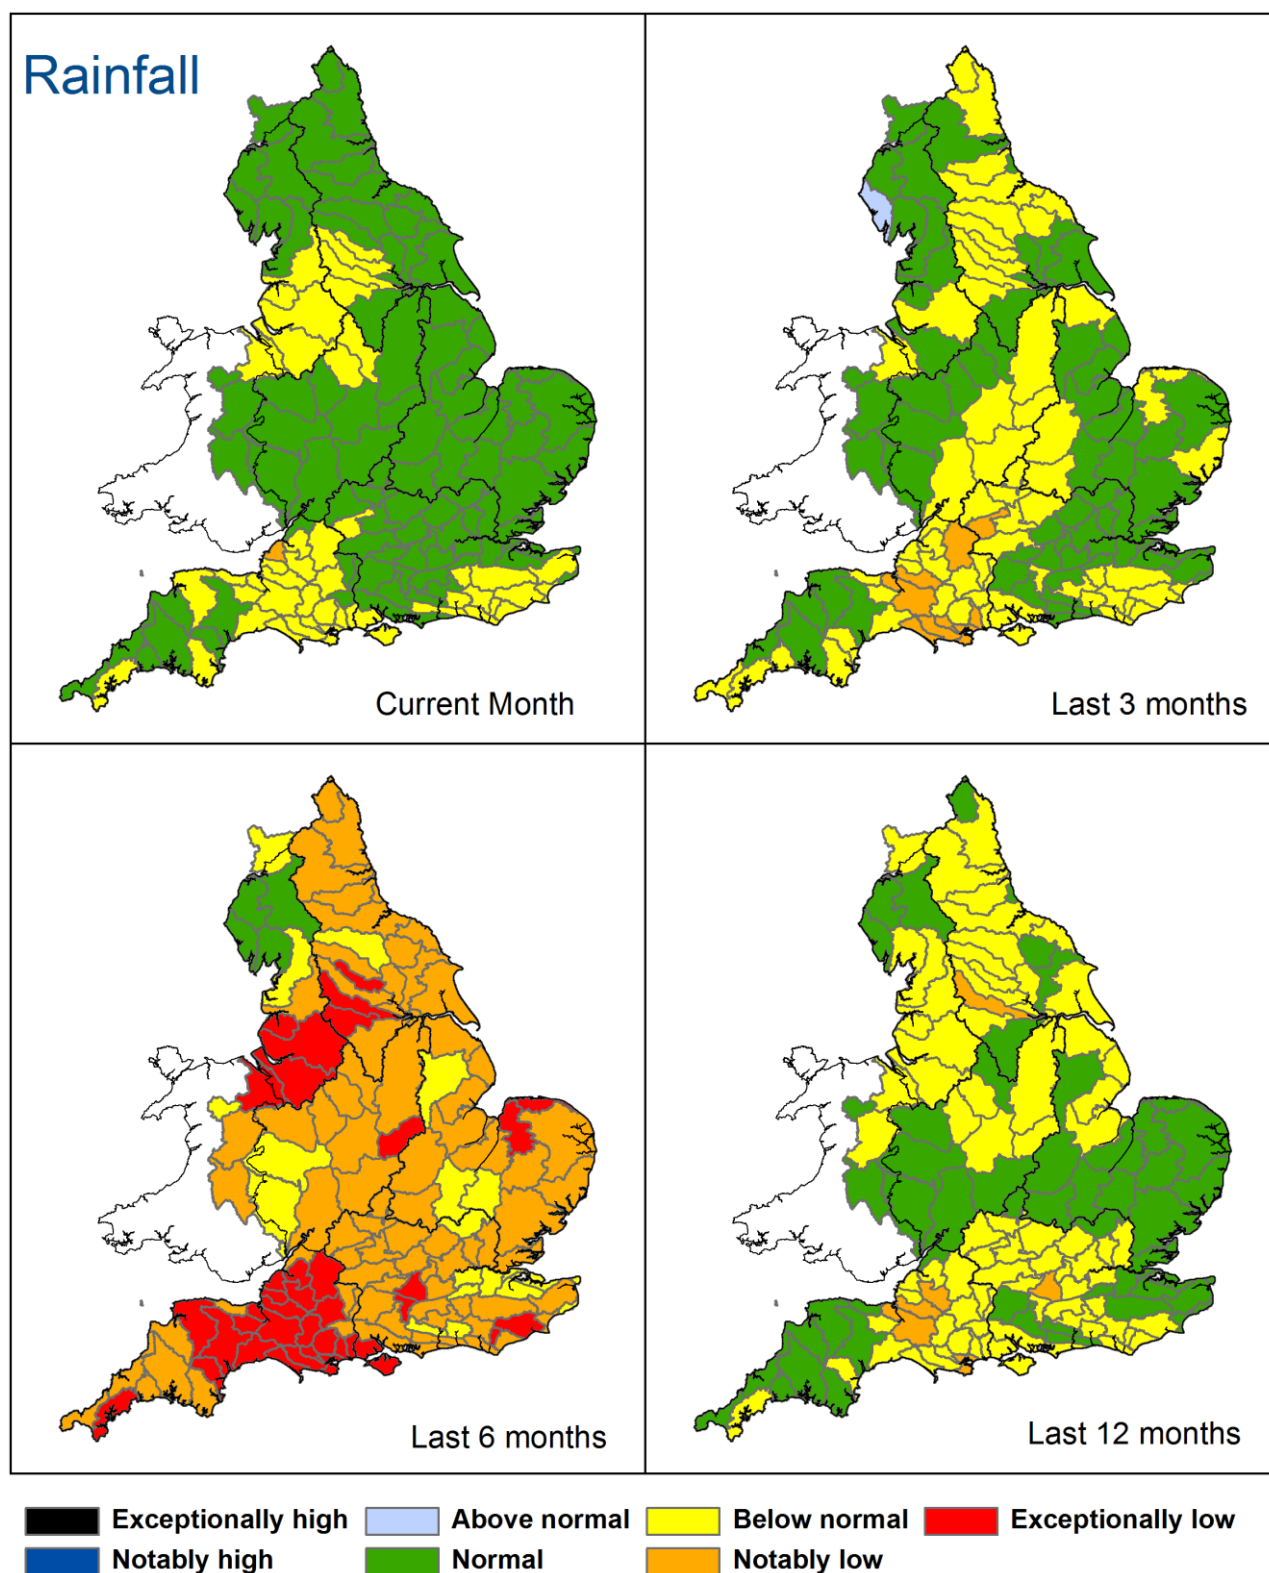 Rainfall
Current Month
Last 3 months
Last 6 months
Last 12 months
Exceptionally high
Above normal
Below normal
Exceptionally low
Notably high
Normal
Notably low